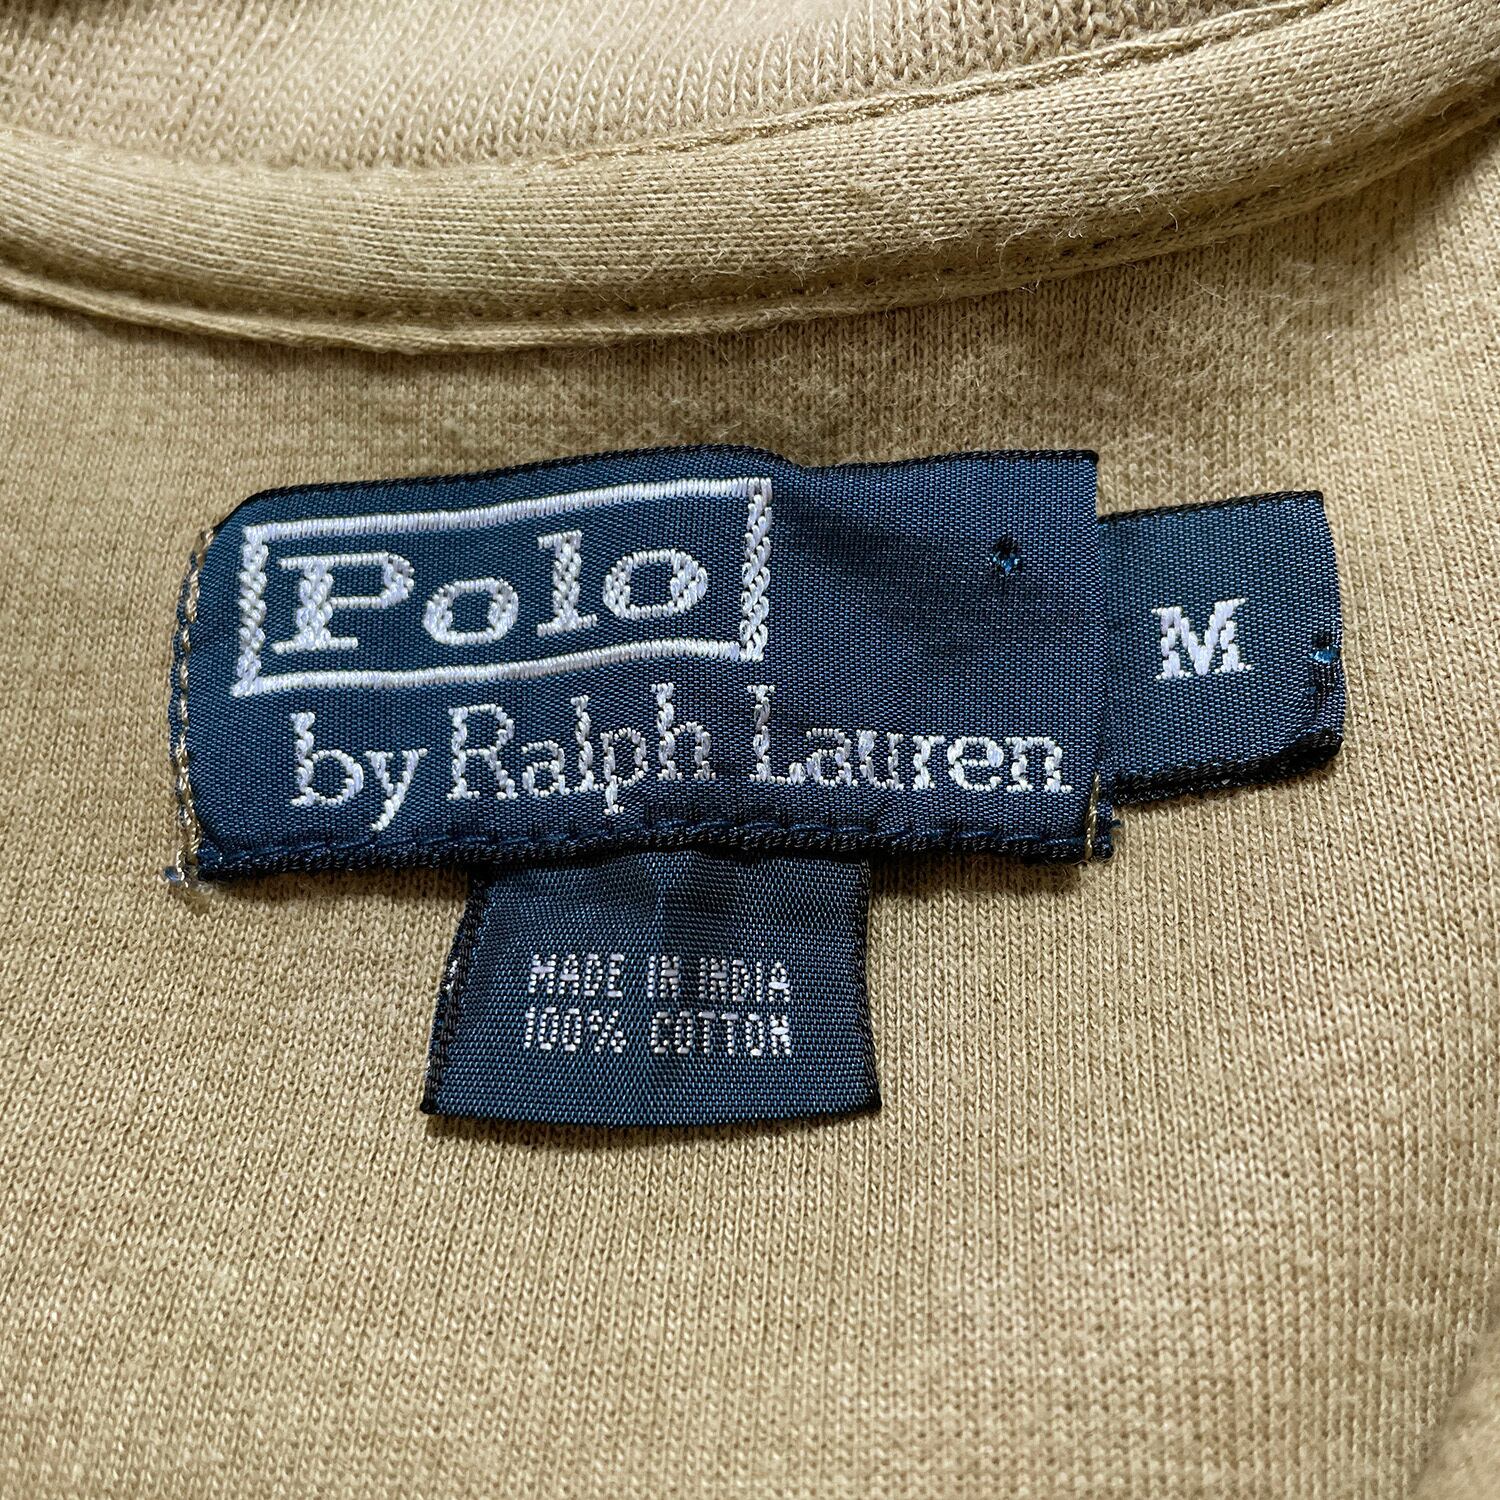 Polo
by Ralph Lauren
M
MADE IN INDIA
100% COTTON